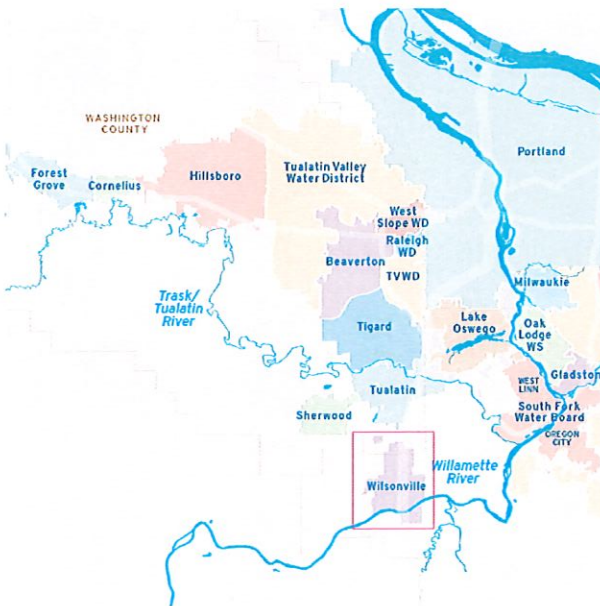 WASHINGTON
COUNTY
Portland
Forest
Grove
Cornelius
Hillsboro
Tualatin Valley
Water District
West
Slope WD
Raleigh
WD
Beaverton
TVWD
Milwaukie
Trask/
Tualatin
River
Tigard
Lake
Oswego
Oak
Lodge
WS
Tualatin
WEST
LINN
Gladston
Sherwood
South Fork
Water Board
OREGON
CITY
Willamette
River
Wilsonville